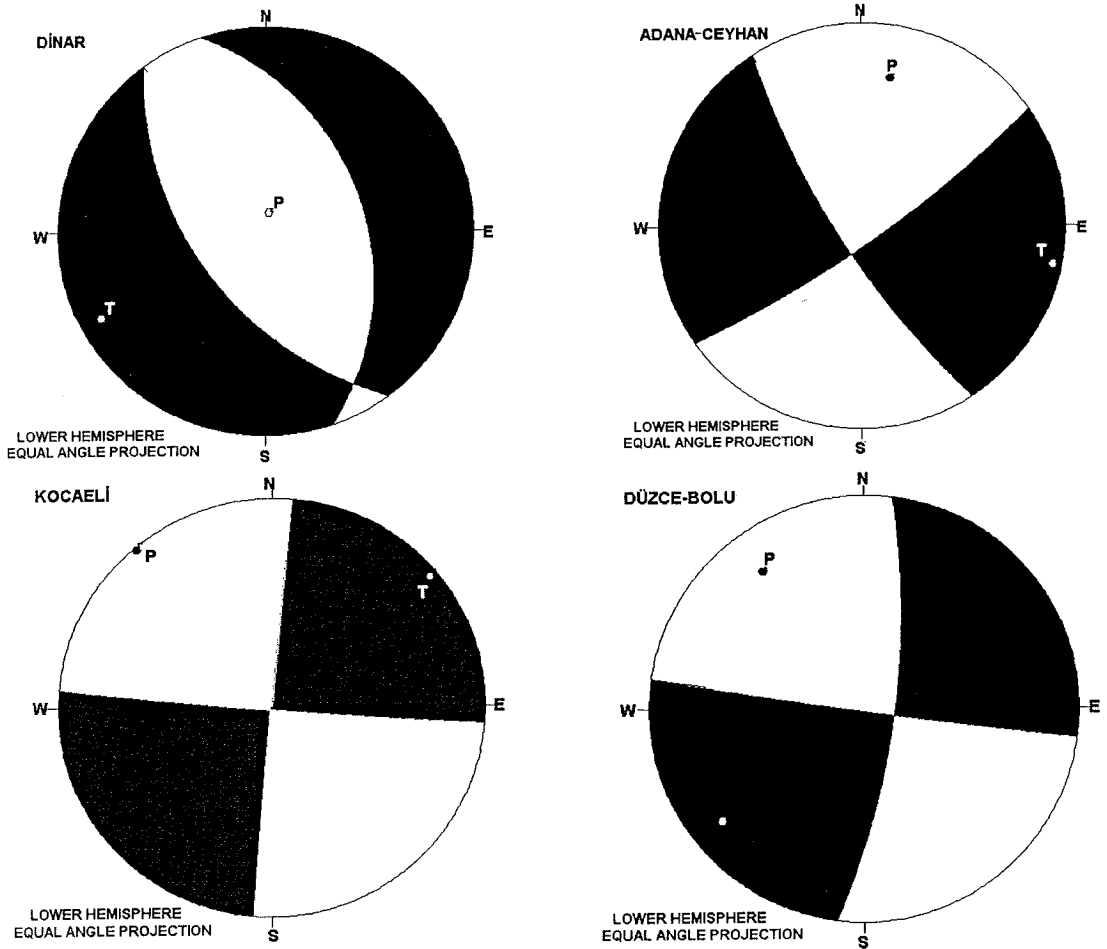 DİNAR
N
P
W
E
T
LOWER HEMISPHERE
EQUAL ANGLE PROJECTION
S
ADANA-CEYHAN
N
P
W
E
T
LOWER HEMISPHERE
EQUAL ANGLE PROJECTION
S
KOCAELİ
N
P
T
W
E
LOWER HEMISPHERE
EQUAL ANGLE PROJECTION
S
DÜZCE-BOLU
N
P
W
E
LOWER HEMISPHERE
EQUAL ANGLE PROJECTION
S